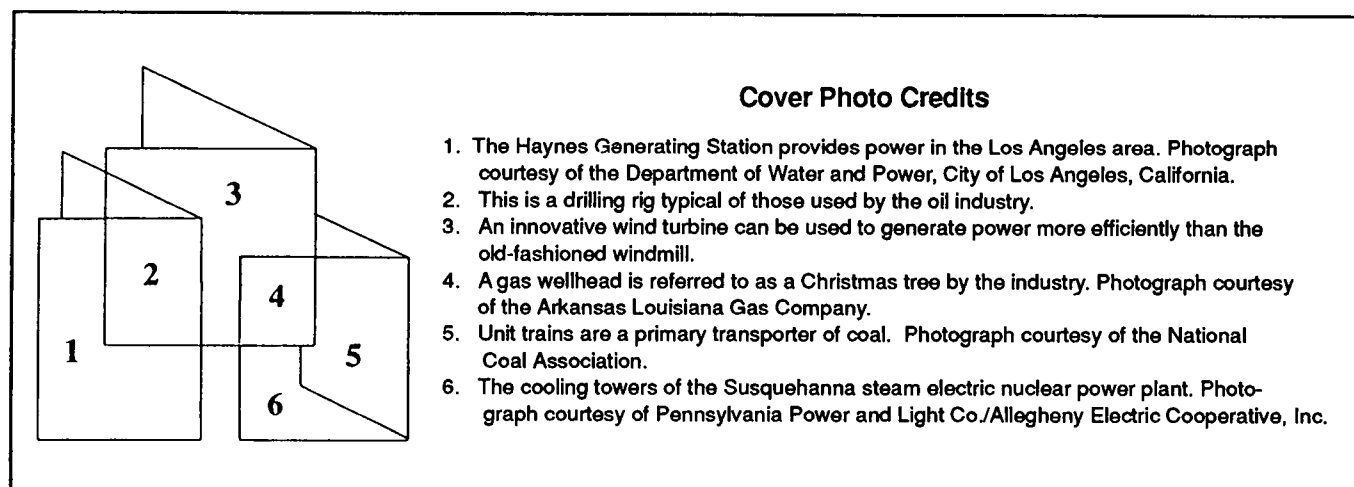 Cover Photo Credits
1. The Haynes Generating Station provides power in the Los Angeles area. Photograph
courtesy of the Department of Water and Power, City of Los Angeles, California.
2. This is a drilling rig typical of those used by the oil industry.
3. An innovative wind turbine can be used to generate power more efficiently than the
old-fashioned windmill.
4. A gas wellhead is referred to as a Christmas tree by the industry. Photograph courtesy
of the Arkansas Louisiana Gas Company.
5. Unit trains are a primary transporter of coal. Photograph courtesy of the National
Coal Association.
6. The cooling towers of the Susquehanna steam electric nuclear power plant. Photo-
graph courtesy of Pennsylvania Power and Light Co./Allegheny Electric Cooperative, Inc.
3
2
4
1
5
6